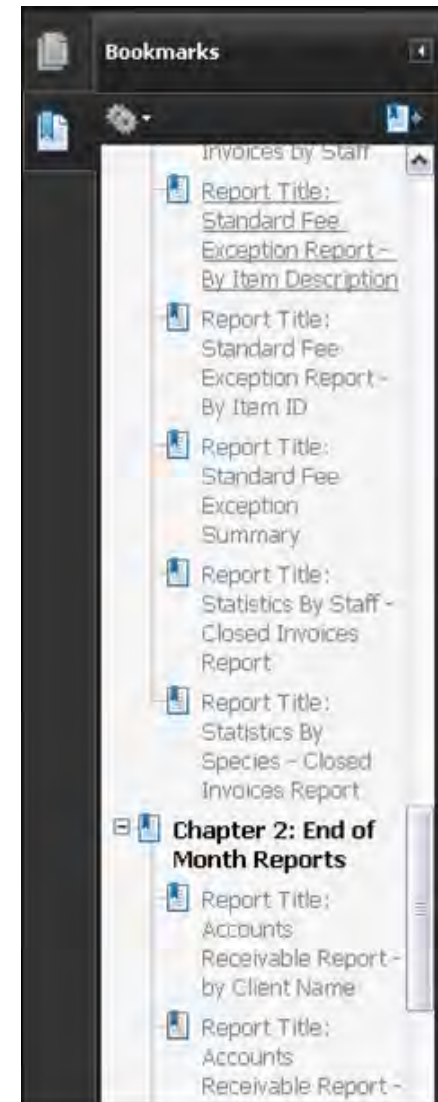 Bookmarks
Invoices by Staff
Report Title:
Standard Fee
Exception Report –
By Item Description
Report Title:
Standard Fee
Exception Report –
By Item ID
Report Title:
Standard Fee
Exception
Summary
Report Title:
Statistics By Staff –
Closed Invoices
Report
Report Title:
Statistics By
Species – Closed
Invoices Report
Chapter 2: End of
Month Reports
Report Title:
Accounts
Receivable Report –
by Client Name
Report Title:
Accounts
Receivable Report –